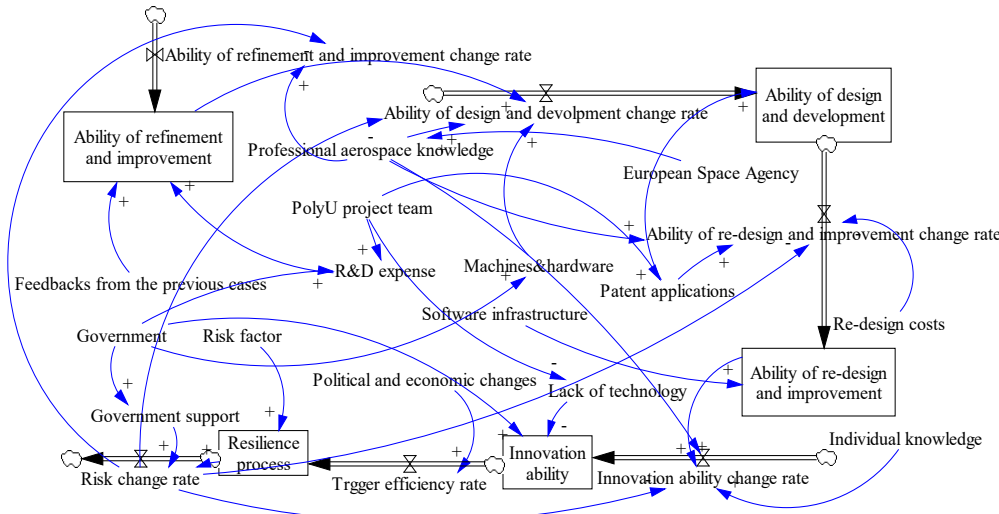 Ability of refinement and improvement change rate
Ability of design
and development
Ability of refinement
and improvement
Ability of design and devolpment change rate
Professional aerospace knowledge
European Space Agency
PolyU project team
Ability of re-design and improvement change rate
R&D expense
Machines&hardware
Feedbacks from the previous cases
Patent applications
Software infrastructure
Re-design costs
Government
Risk factor
Ability of re-design
and improvement
Political and economic changes
Lack of technology
Government support
Resilience
process
Innovation
ability
Individual knowledge
Risk change rate
Trgger efficiency rate
Innovation ability change rate